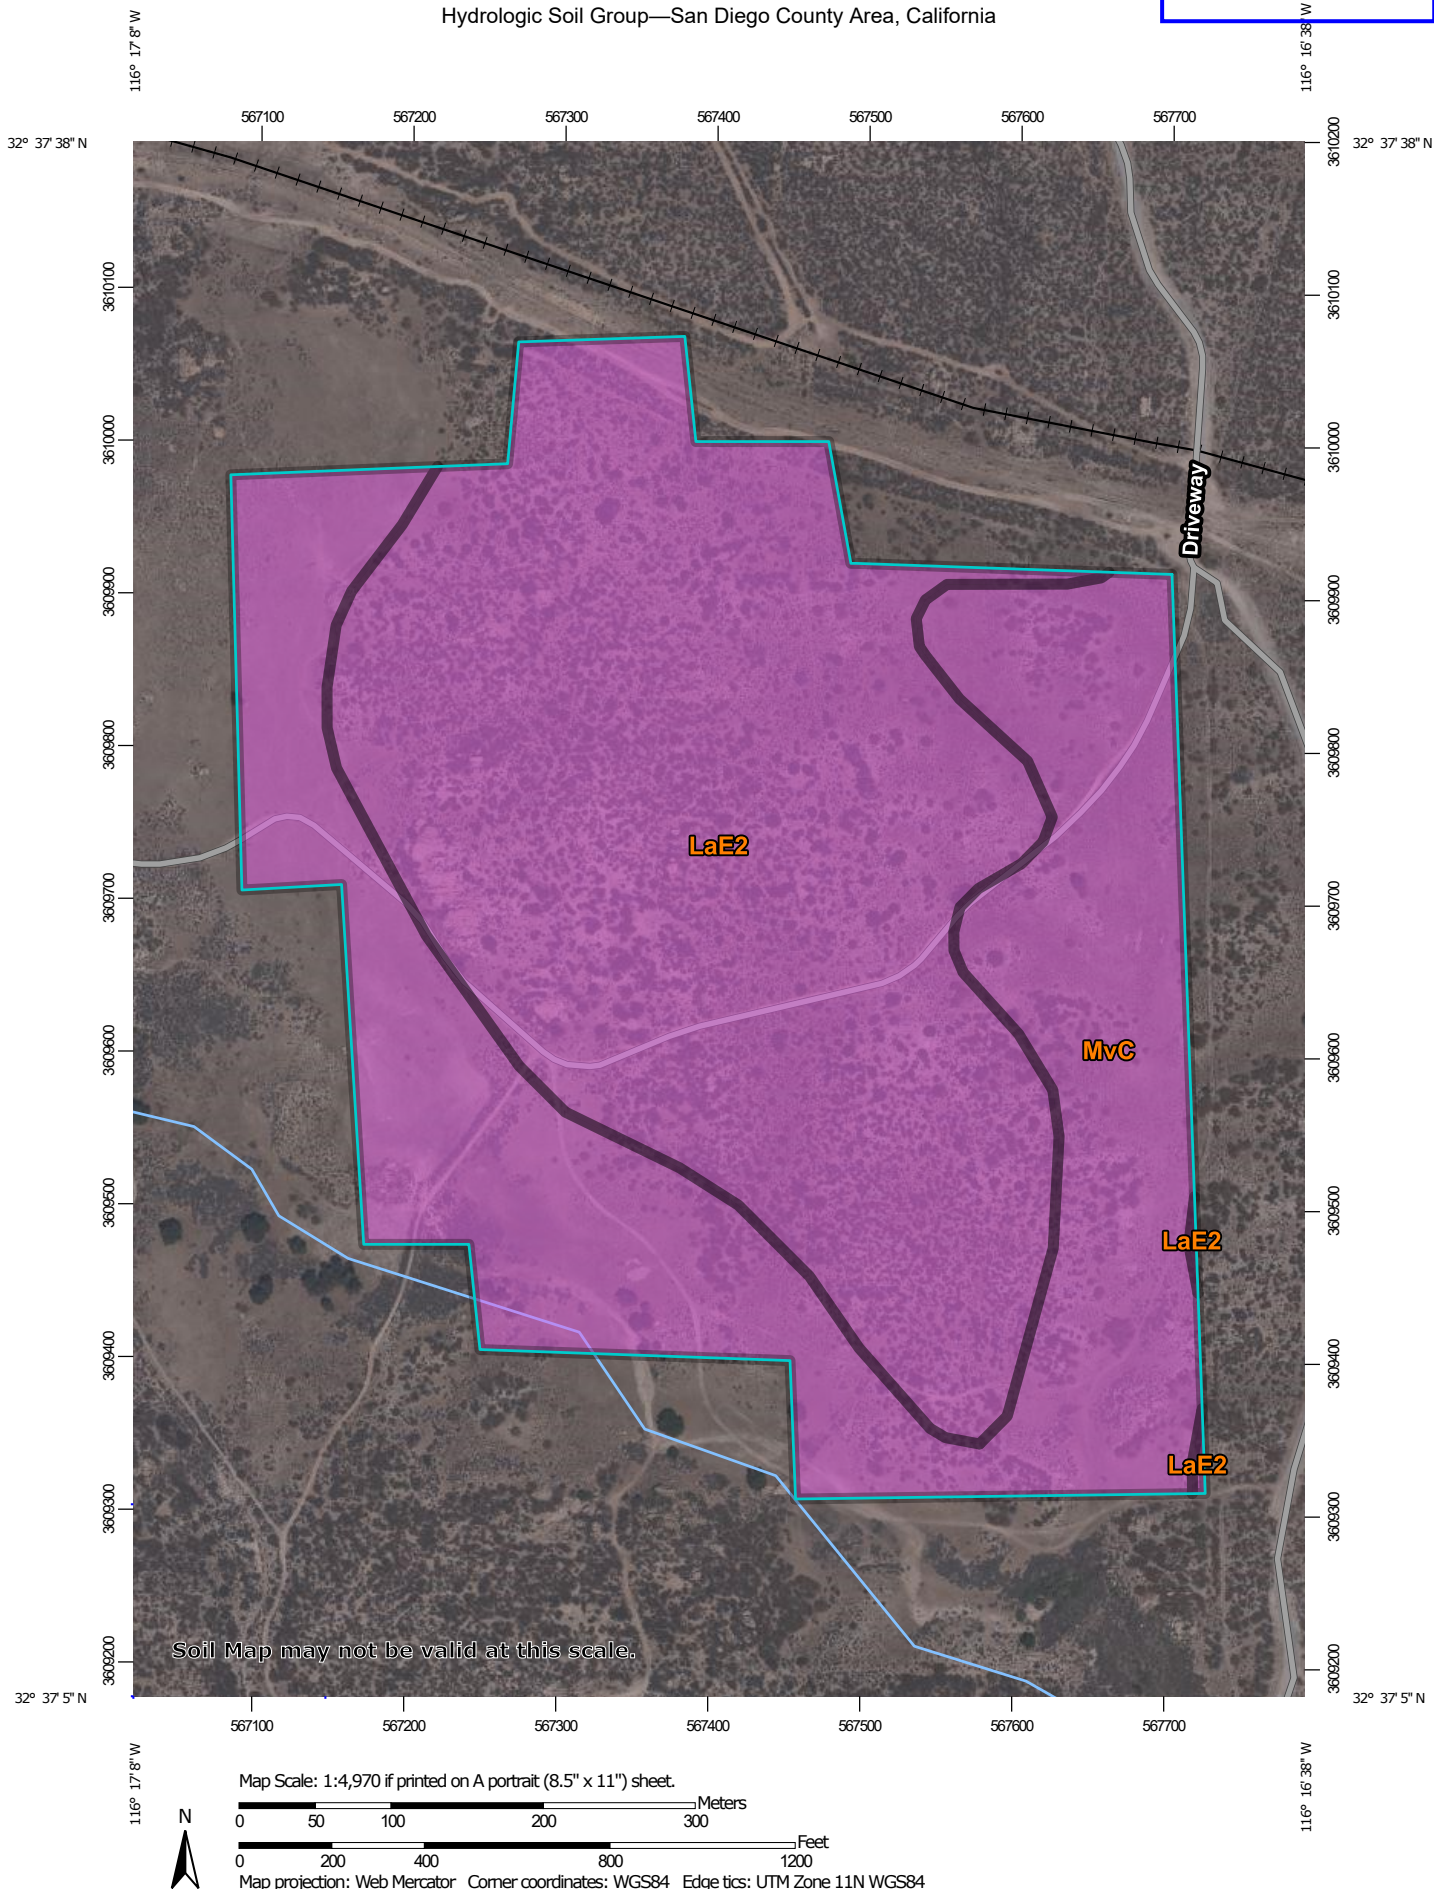 Hydrologic Soil Group—San Diego County Area, California
116° 17' 8" W
116° 16' 38" W
567100
567200
567300
567400
567500
567600
567700
32° 37' 38" N
32° 37' 38" N
3610200
3610100
3610100
3610000
3610000
Driveway
3609900
3609900
3609800
3609800
LaE2
3609700
3609700
MvC
3609600
3609600
3609500
3609500
LaE2
3609400
3609400
LaE2
3609300
3609300
Soil Map may not be valid at this scale.
3609200
3609200
32° 37' 5" N
32° 37' 5" N
567100
567200
567300
567400
567500
567600
567700
116° 17' 8" W
116° 16' 38" W
Map Scale: 1:4,970 if printed on A portrait (8.5" x 11") sheet.
Meters
0
50
100
200
300
N
Feet
0
200
400
800
1200
Map projection: Web Mercator Corner coordinates: WGS84 Edge tics: UTM Zone 11N WGS84